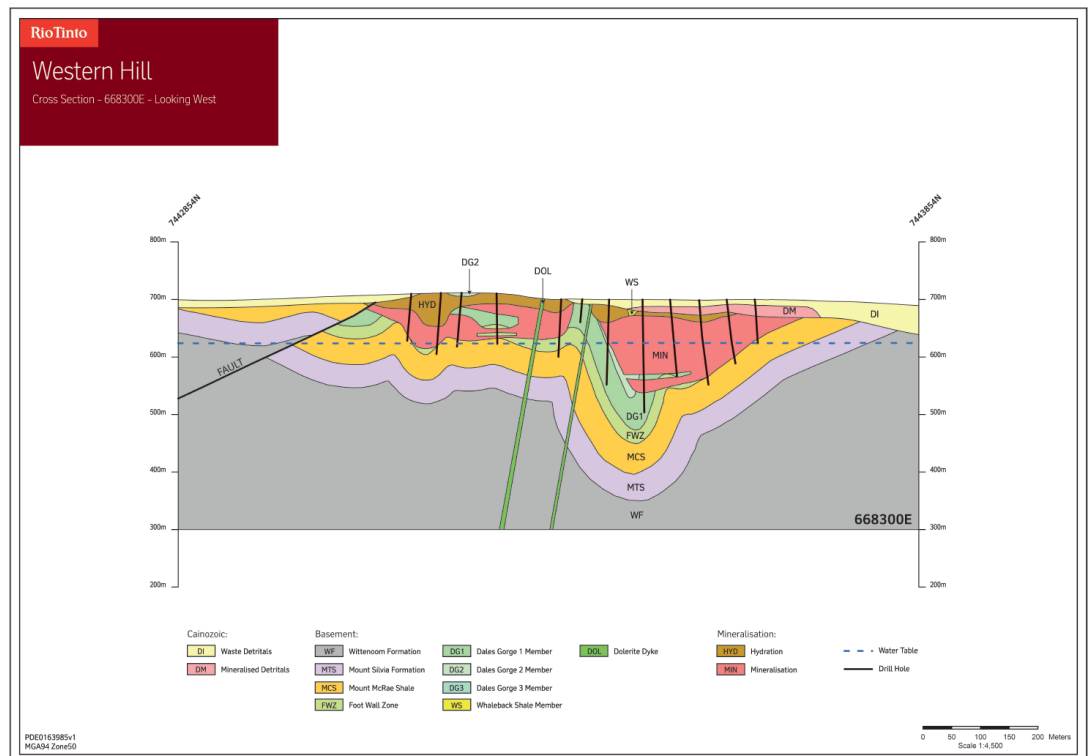 RioTinto
Western Hill
Cross Section - 668300E - Looking West
7442854N
7443854N
800m
800m
DG2
DOL
WS
700m
700m
HYD
DM
DI
MIN
600m
600m
FAULT
500m
500m
DG1
FWZ
MCS
400m
400m
MTS
WF
668300E
300m
300m
200m
200m
Cainozoic:
DI Waste Detritals
DM Mineralised Detritals
Basement:
WF Wittenoom Formation
MTS Mount Silvia Formation
MCS Mount McRae Shale
FWZ Foot Wall Zone
DG1 Dales Gorge 1 Member
DG2 Dales Gorge 2 Member
DG3 Dales Gorge 3 Member
WS Whaleback Shale Member
DOL Dolerite Dyke
Mineralisation:
HYD Hydration
MIN Mineralisation
Water Table
Drill Hole
PDE0163985v1
MGA94 Zone50
0 50 100 150 200 Meters
Scale 1:4,500